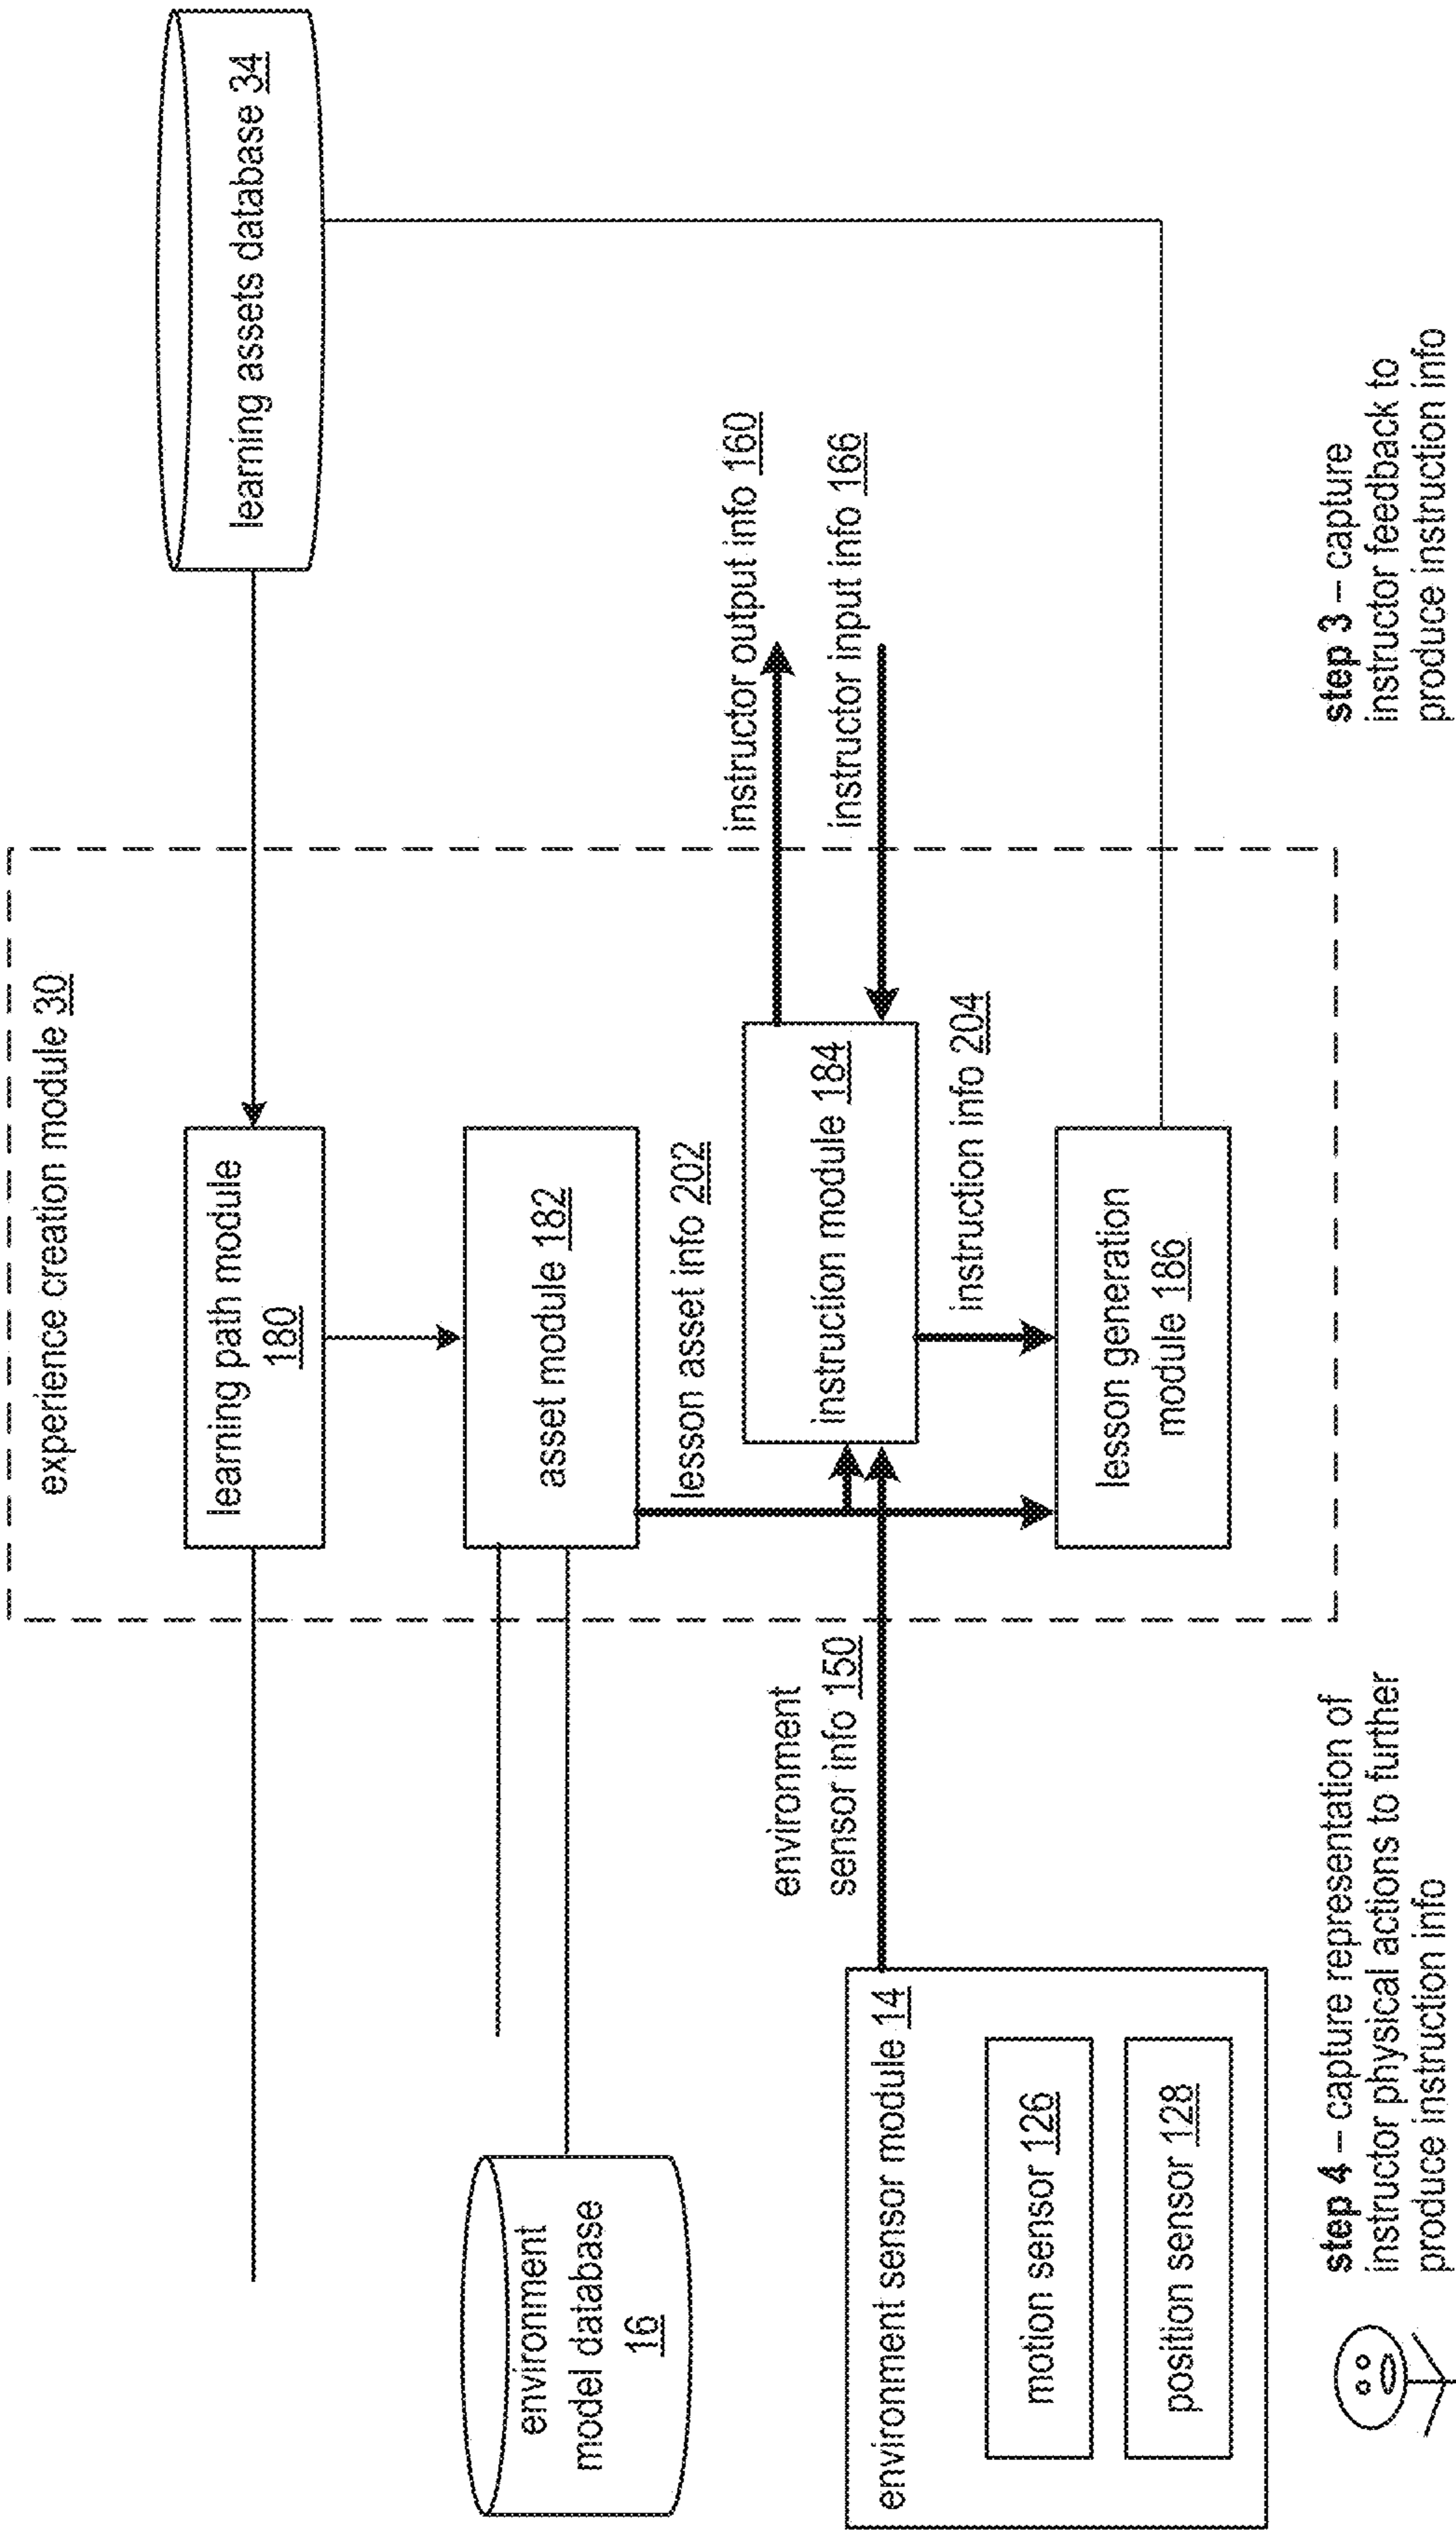 experience creation module 30
learning assets database 34
learning path module
180
environment
model database
16
asset module 182
lesson asset info 202
instructor output info 160
environment
sensor info 150
instruction module 184
instructor input info 166
environment sensor module 14
motion sensor 126
position sensor 128
instruction info 204
lesson generation
module 186
step 4 – capture representation of
instructor physical actions to further
produce instruction info
step 3 – capture
instructor feedback to
produce instruction info